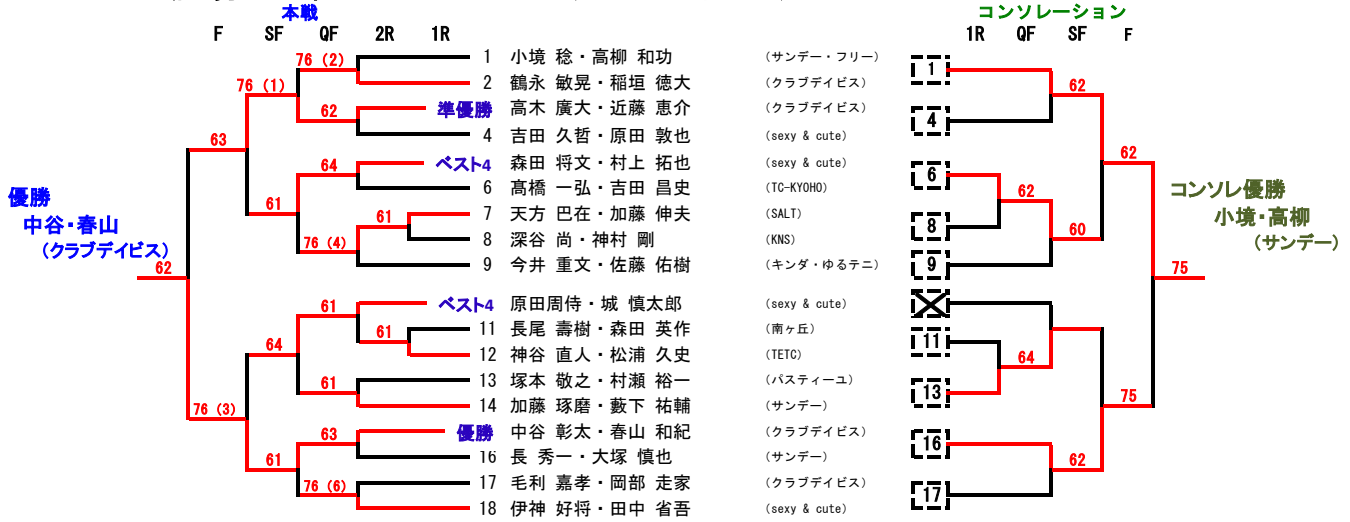 本戦 コンソレーション
F SF QF 2R 1R 1R QF SF F
1 小境 稔・高柳 和功 (サンデー・フリー)
76 (2)
1
2 鶴永 敏晃・稲垣 徳大 (クラブデイビス)
76 (1) 62
準優勝 高木 廣大・近藤 恵介 (クラブデイビス)
62 4
4 吉田 久哲・原田 敦也 (sexy & cute)
63 62
ベスト4 森田 将文・村上 拓也 (sexy & cute)
64 6
6 髙橋 一弘・吉田 昌史 (TC-KYOHO)
優勝 62 コンソレ優勝
中谷・春山 61 61 7 天方 巴在・加藤 伸夫 (SALT) 小境・高柳
8
(クラブデイビス) 76 (4) 8 深谷 尚・神村 剛 (KNS) 60 (サンデー)
9 今井 重文・佐藤 佑樹 (キンダ・ゆるテニ) 9
62 75
ベスト4 原田周侍・城 慎太郎 (sexy & cute)
61
61 11 長尾 壽樹・森田 英作 (南ヶ丘) 11
64 12 神谷 直人・松浦 久史 (TETC) 64
13 塚本 敬之・村瀬 裕一 (パスティーユ)
61 13
76 (3) 14 加藤 琢磨・藪下 祐輔 (サンデー) 75
優勝 中谷 彰太・春山 和紀 (クラブデイビス)
63 16
61 16 長 秀一・大塚 慎也 (サンデー) 62
17 毛利 嘉孝・岡部 走家 (クラブデイビス)
76 (6) 17
18 伊神 好将・田中 省吾 (sexy & cute)